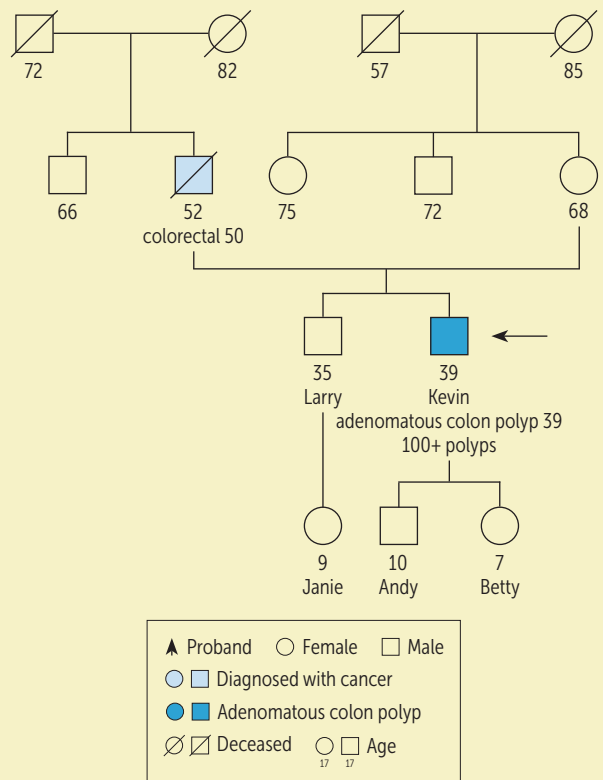 72 82 57 85
66 52 75 72 68
colorectal 50
35 39
Larry Kevin
adenomatous colon polyp 39
100+ polyps
9 10 7
Janie Andy Betty
Proband Female Male
Diagnosed with cancer
Adenomatous colon polyp
Deceased Age
17 17